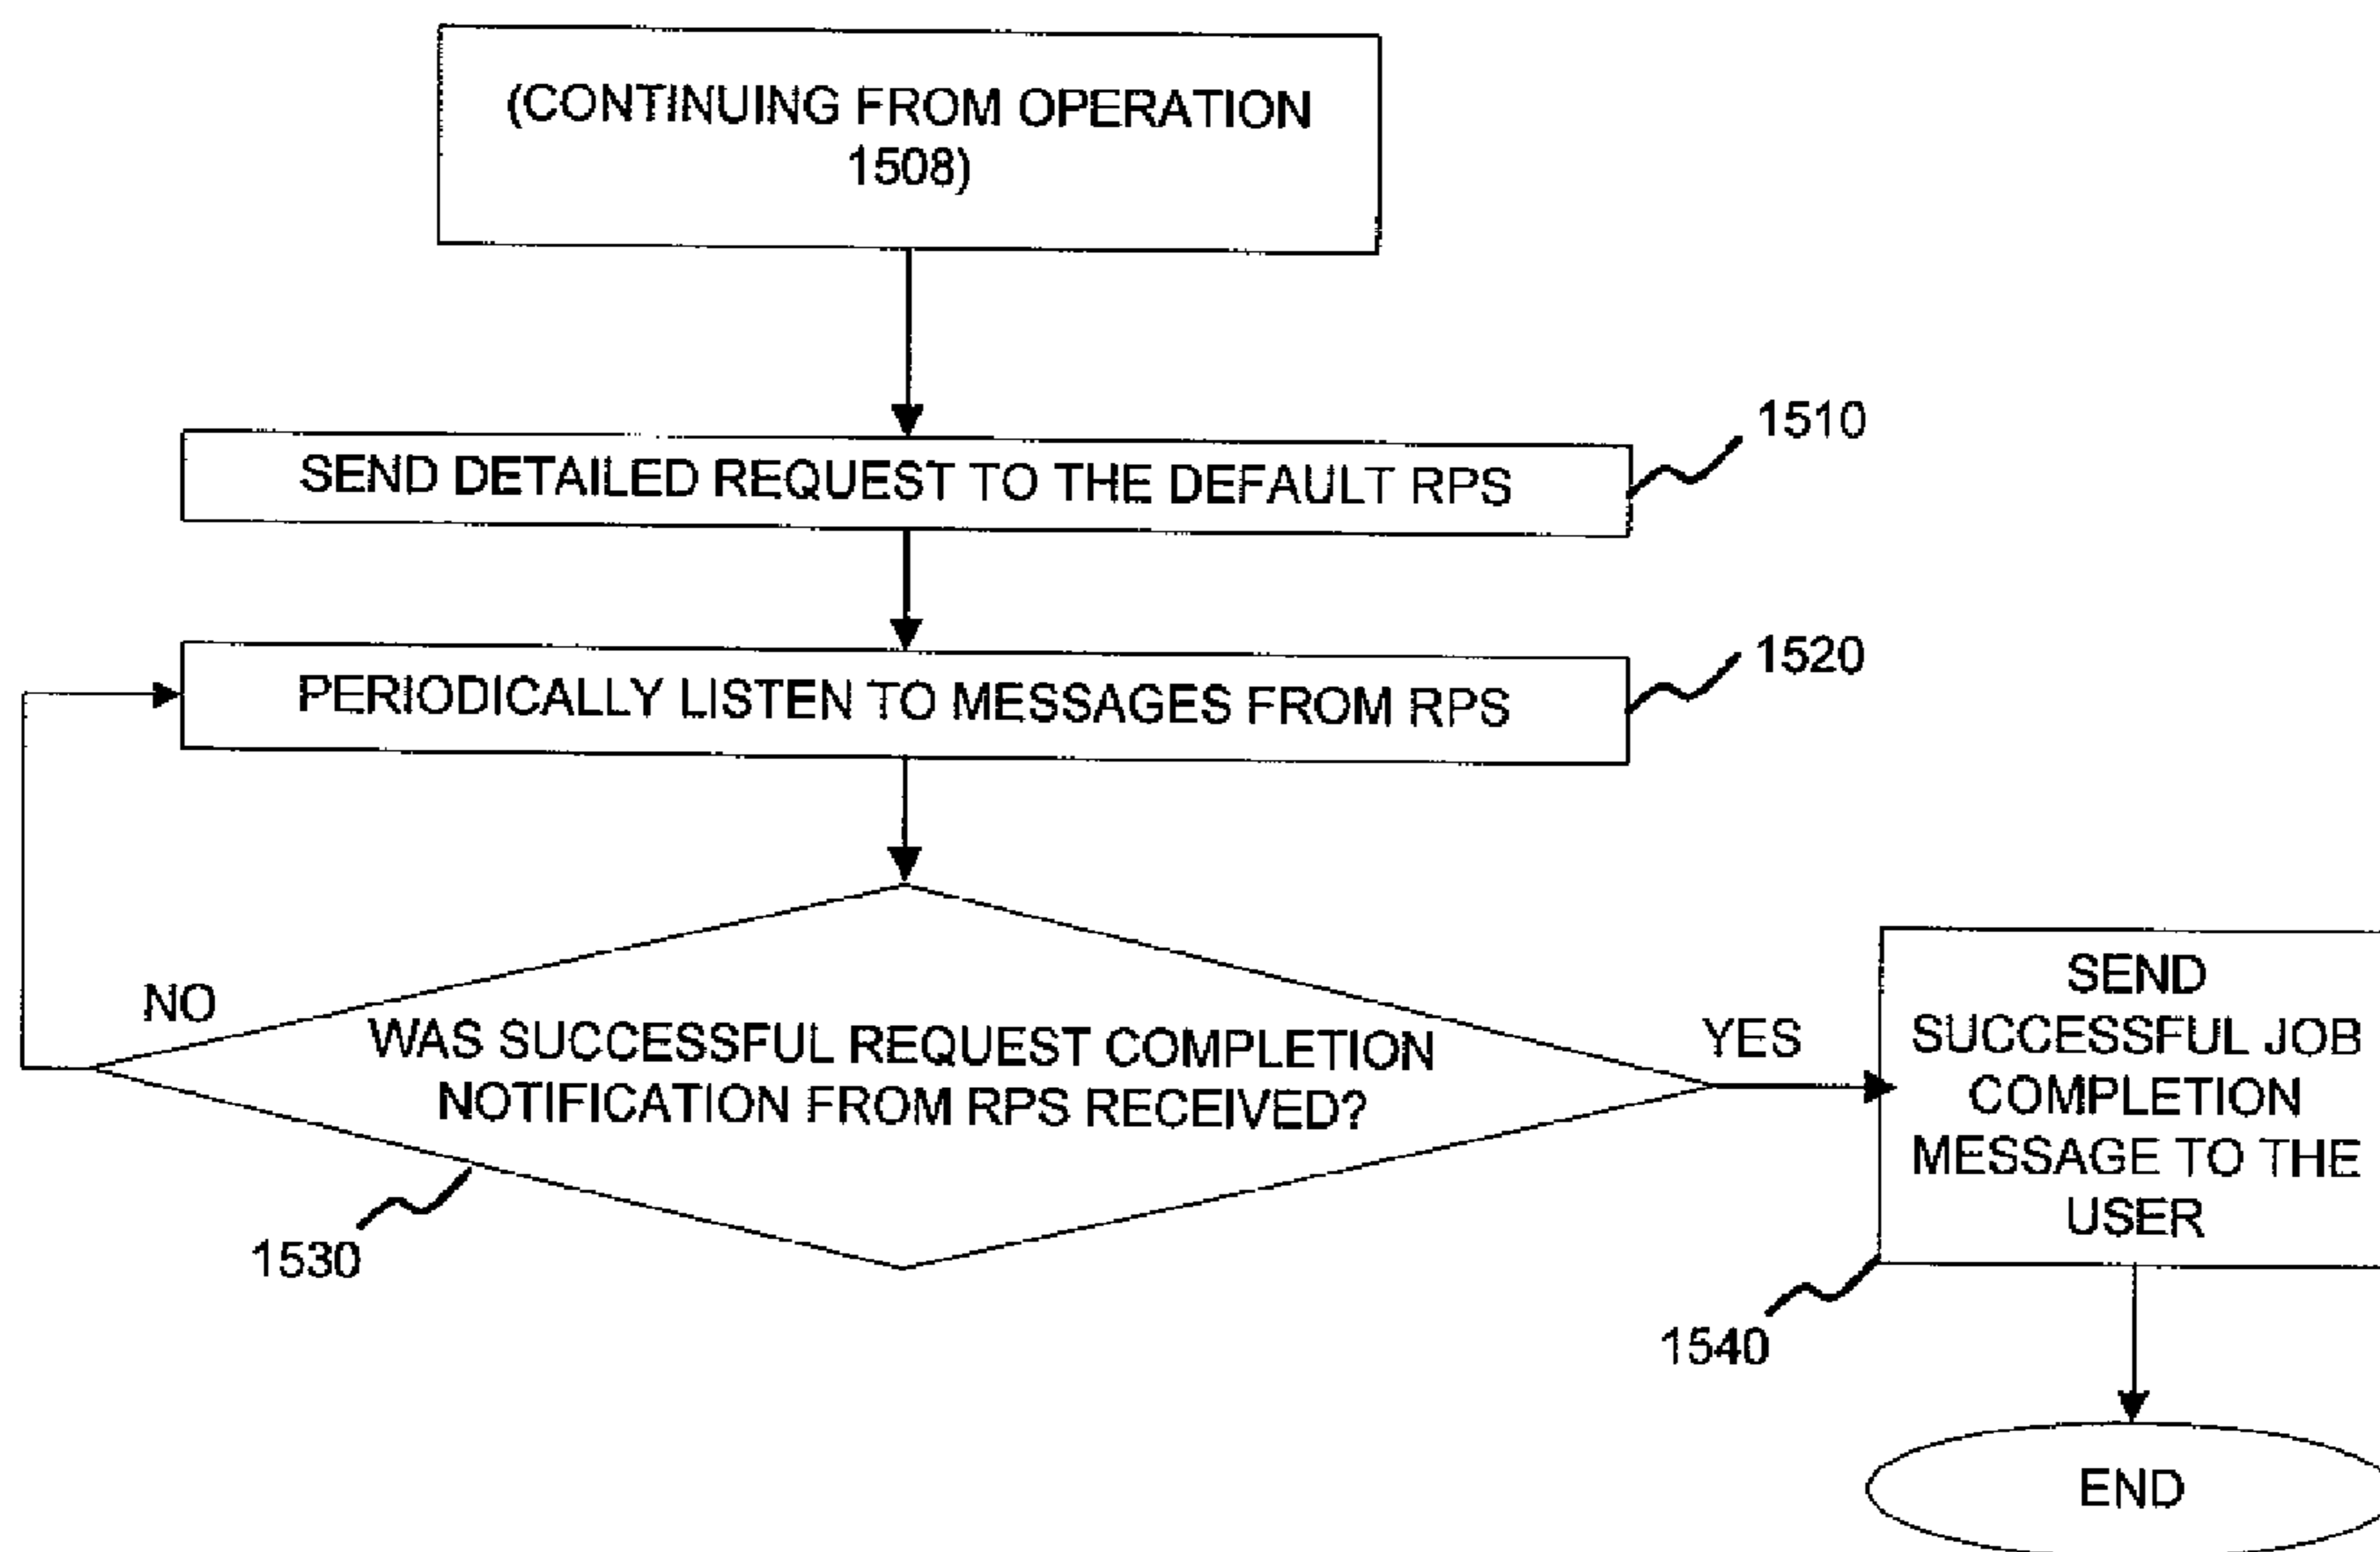 (CONTINUING FROM OPERATION
1508)
1510
SEND DETAILED REQUEST TO THE DEFAULT RPS
1520
PERIODICALLY LISTEN TO MESSAGES FROM RPS
NO
WAS SUCCESSFUL REQUEST COMPLETION
NOTIFICATION FROM RPS RECEIVED?
YES
1530
SEND
SUCCESSFUL JOB
COMPLETION
MESSAGE TO THE
USER
1540
END